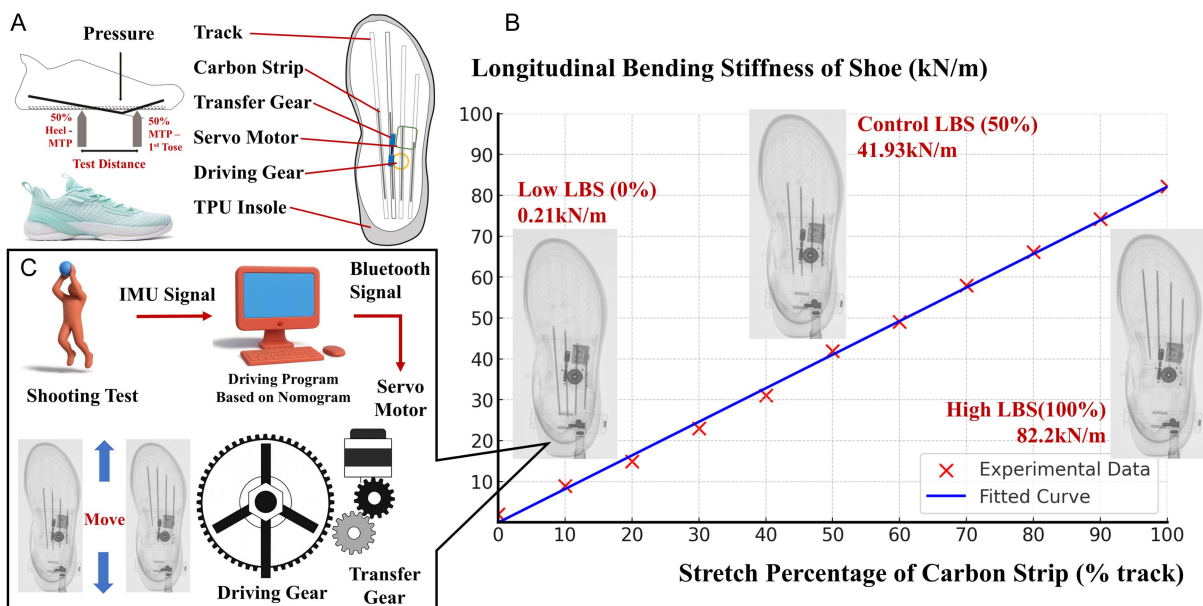 A
Pressure
50%
Heel -
MTP
50%
MTP –
1st Tose
Test Distance
Track
Carbon Strip
Transfer Gear
Servo Motor
Driving Gear
TPU Insole
B
Longitudinal Bending Stiffness of Shoe (kN/m)
100
80
70
60
50
40
30
20
10
0
10
20
30
40
50
60
70
80
90
100
Low LBS (0%)
0.21kN/m
Control LBS (50%)
41.93kN/m
High LBS(100%)
82.2kN/m
Experimental Data
Fitted Curve
Stretch Percentage of Carbon Strip (% track)
C
IMU Signal
Bluetooth
Signal
Shooting Test
Driving Program
Based on Nomogram
Servo
Motor
Move
Driving Gear
Transfer
Gear